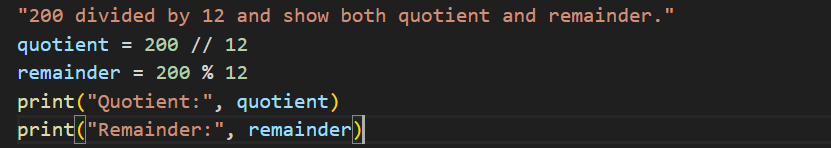 "200 divided by 12 and show both quotient and remainder."
quotient = 200 // 12
remainder = 200 % 12
print("Quotient:", quotient)
print("Remainder:", remainder)